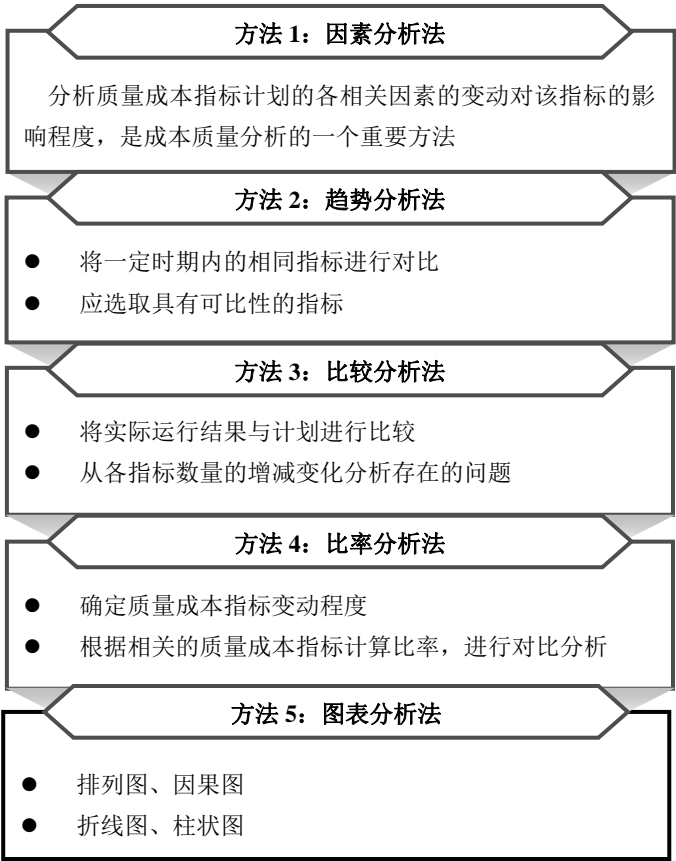 方法 1：因素分析法
分析质量成本指标计划的各相关因素的变动对该指标的影
响程度，是成本质量分析的一个重要方法
方法 2：趋势分析法
● 将一定时期内的相同指标进行对比
● 应选取具有可比性的指标
方法 3：比较分析法
● 将实际运行结果与计划进行比较
● 从各指标数量的增减变化分析存在的问题
方法 4：比率分析法
● 确定质量成本指标变动程度
● 根据相关的质量成本指标计算比率，进行对比分析
方法 5：图表分析法
● 排列图、因果图
● 折线图、柱状图